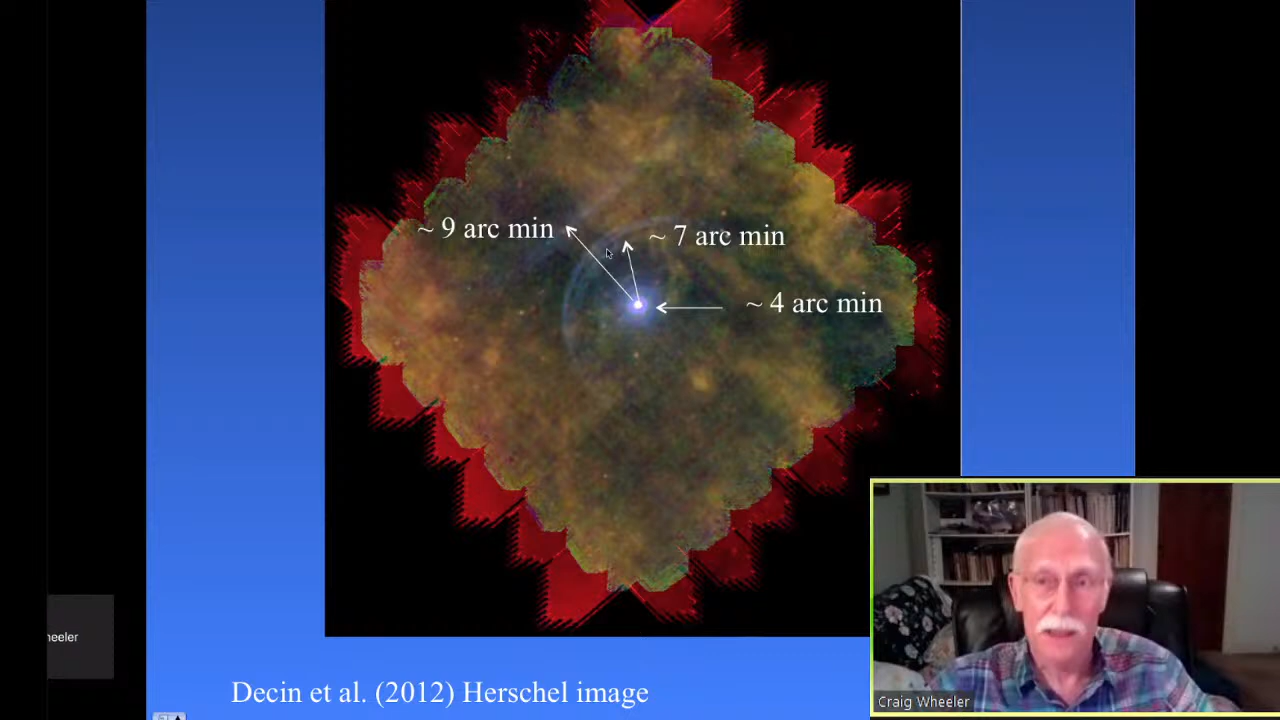 ~ 9 arc min
~ 7 arc min
~ 4 arc min
heeler
Craig Wheeler
Decin et al. (2012) Herschel image